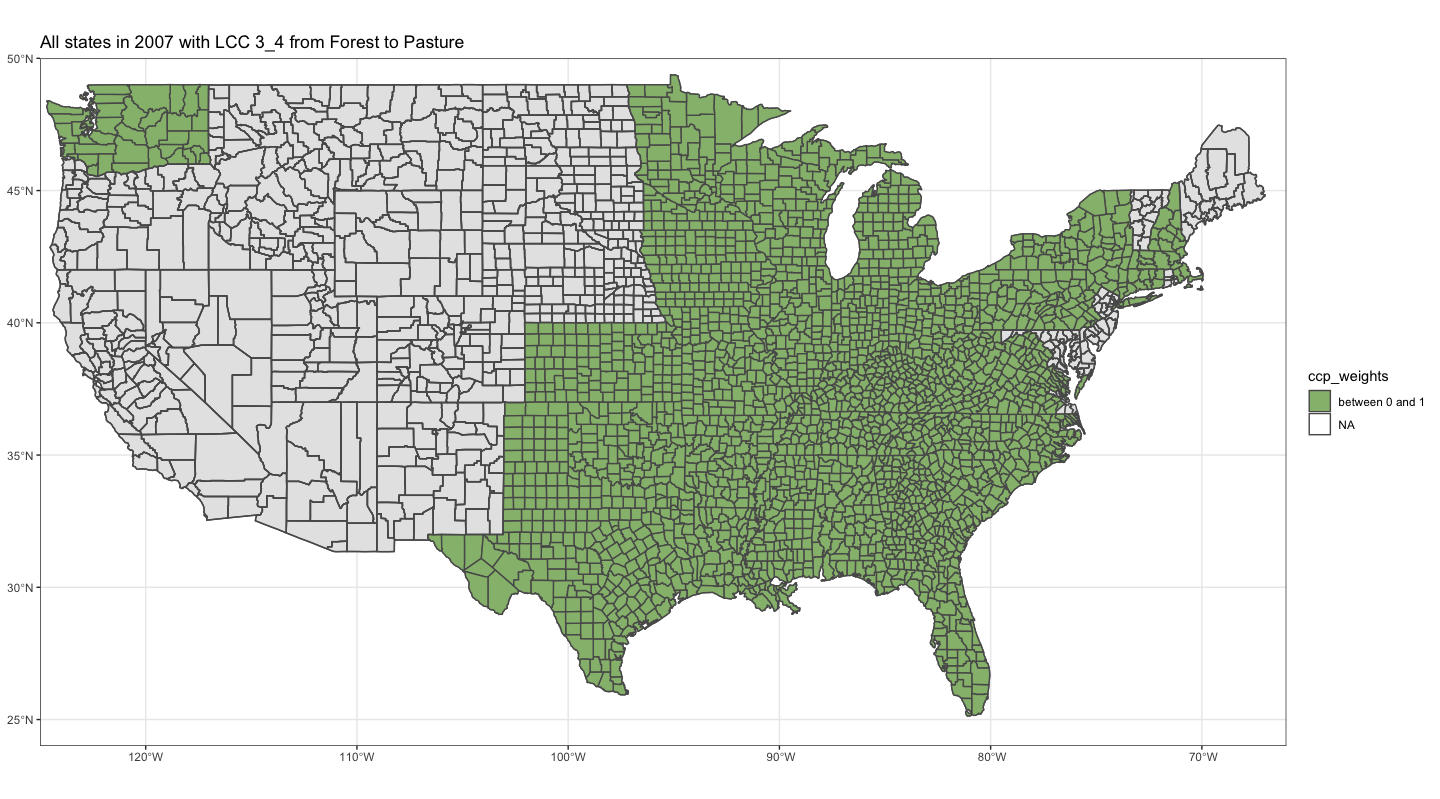 All states in 2007 with LCC 3_4 from Forest to Pasture
50°N
45°N
40°N
35°N
30°N
25°N
120°W
110°W
100°W
90°W
80°W
70°W
ccp_weights
between 0 and 1
NA